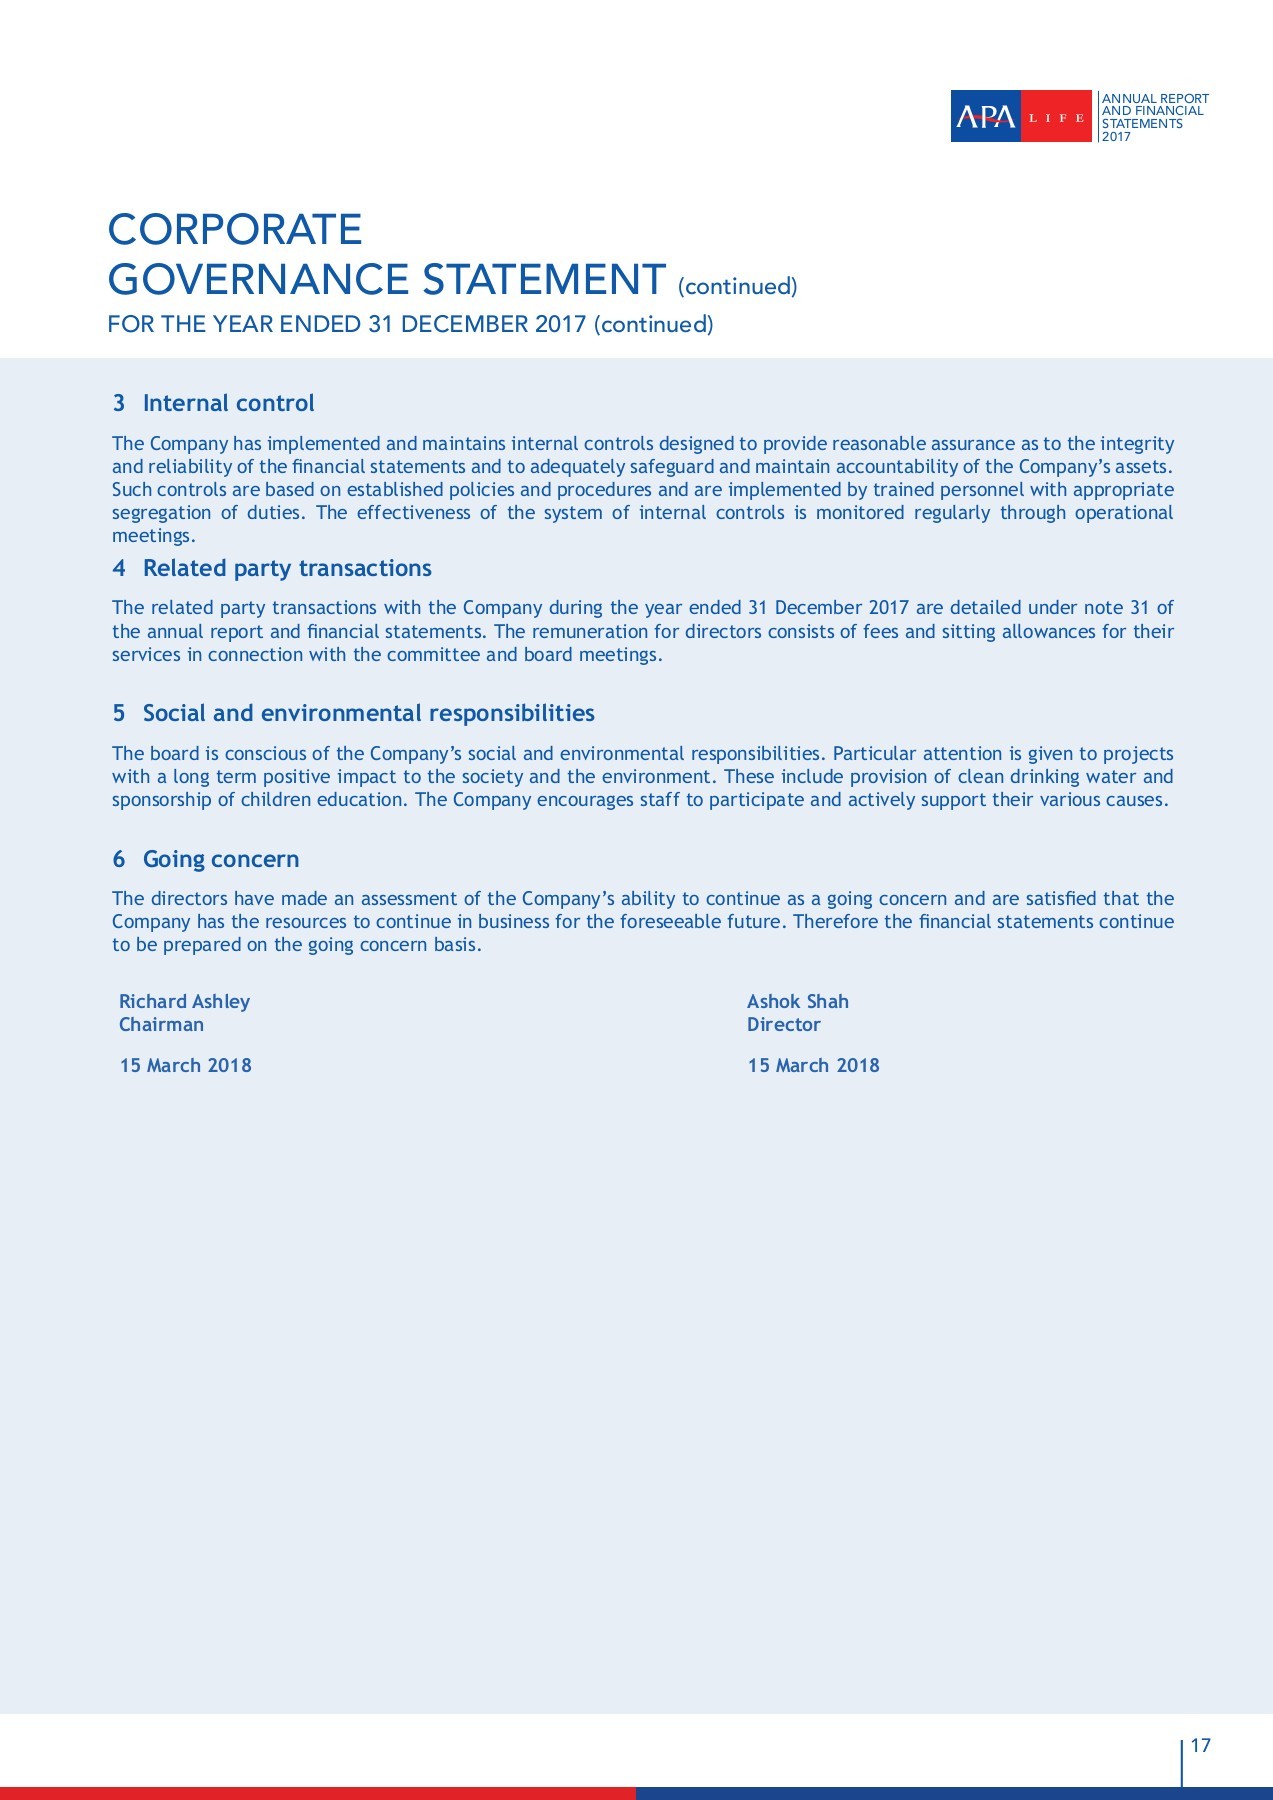 APA LIFE
ANNUAL REPORT
AND FINANCIAL
STATEMENTS
2017
CORPORATE
GOVERNANCE STATEMENT (continued)
FOR THE YEAR ENDED 31 DECEMBER 2017 (continued)
3 Internal control
The Company has implemented and maintains internal controls designed to provide reasonable assurance as to the integrity
and reliability of the financial statements and to adequately safeguard and maintain accountability of the Company’s assets.
Such controls are based on established policies and procedures and are implemented by trained personnel with appropriate
segregation of duties. The effectiveness of the system of internal controls is monitored regularly through operational
meetings.
4 Related party transactions
The related party transactions with the Company during the year ended 31 December 2017 are detailed under note 31 of
the annual report and financial statements. The remuneration for directors consists of fees and sitting allowances for their
services in connection with the committee and board meetings.
5 Social and environmental responsibilities
The board is conscious of the Company’s social and environmental responsibilities. Particular attention is given to projects
with a long term positive impact to the society and the environment. These include provision of clean drinking water and
sponsorship of children education. The Company encourages staff to participate and actively support their various causes.
6 Going concern
The directors have made an assessment of the Company’s ability to continue as a going concern and are satisfied that the
Company has the resources to continue in business for the foreseeable future. Therefore the financial statements continue
to be prepared on the going concern basis.
Richard Ashley
Chairman
15 March 2018
Ashok Shah
Director
15 March 2018
17